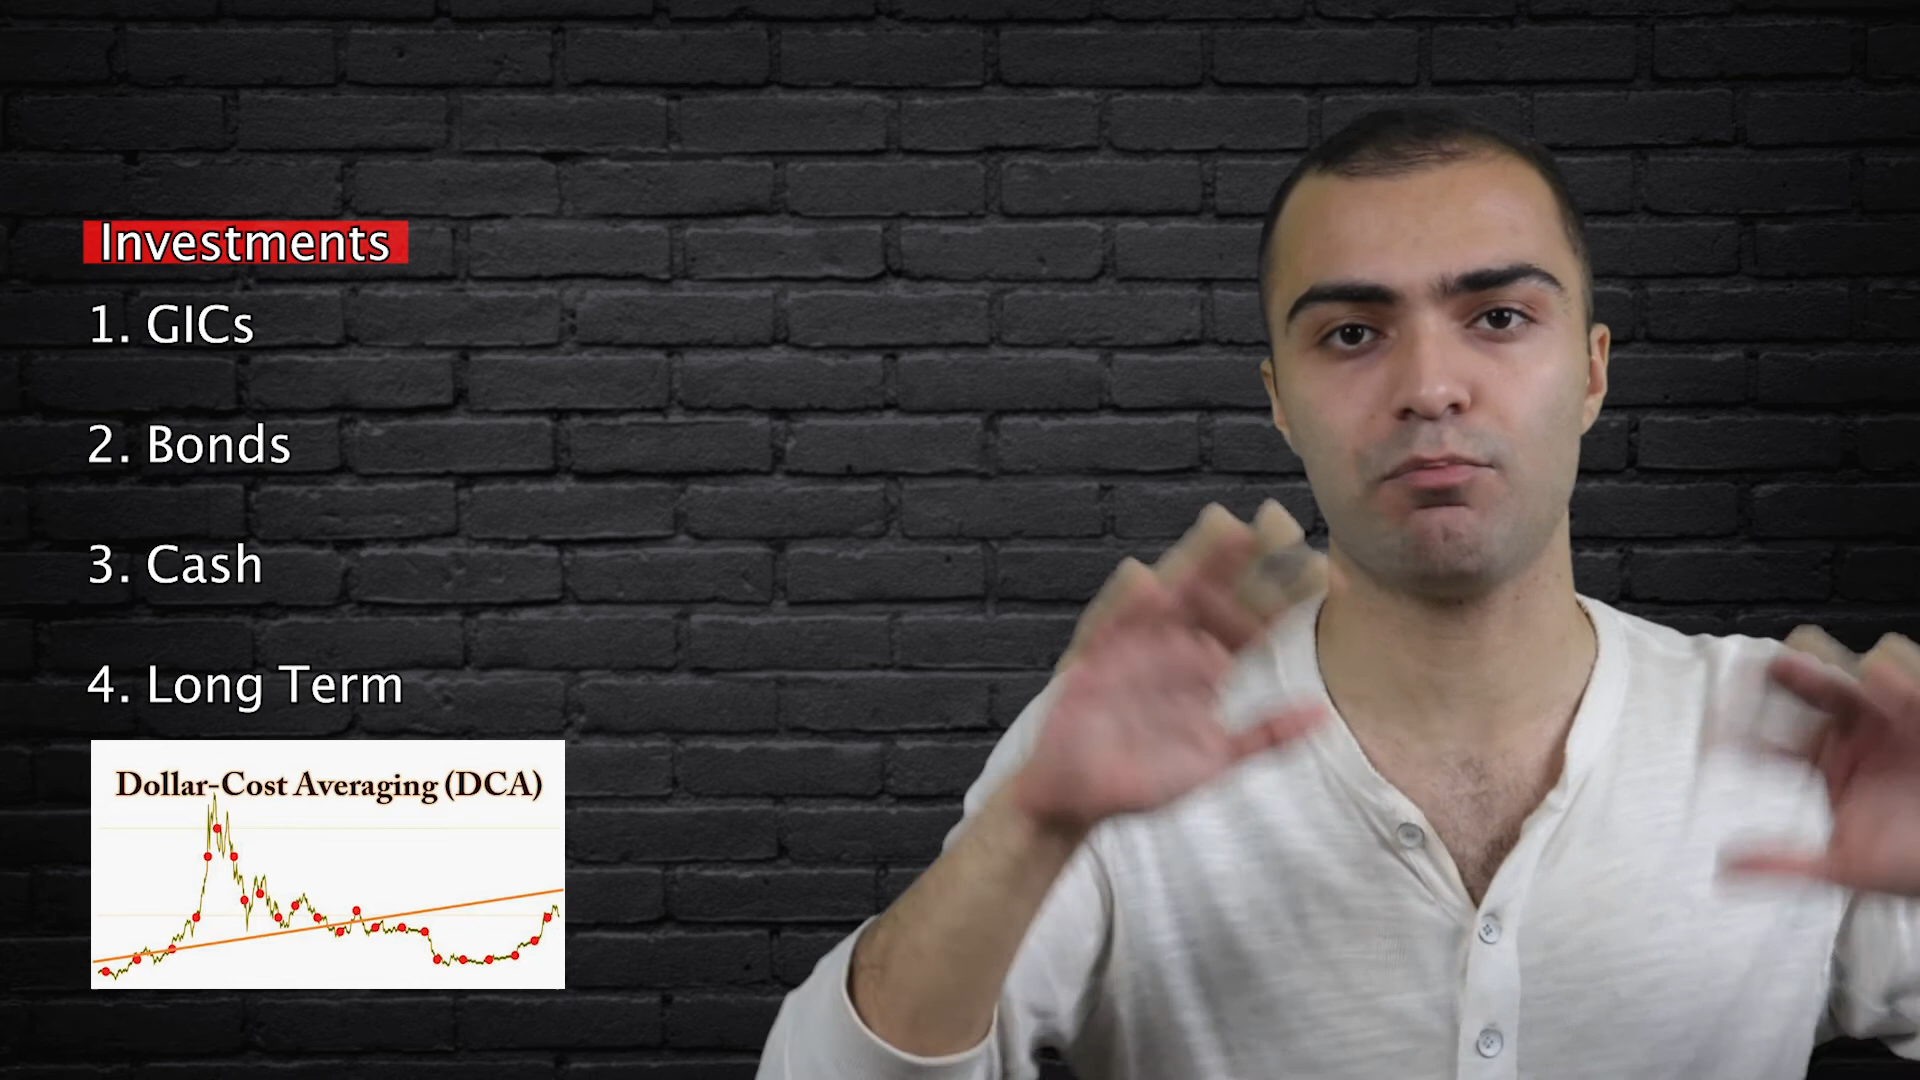 Investments
1. GICs
2. Bonds
3. Cash
4. Long Term
Dollar-Cost Averaging (DCA)